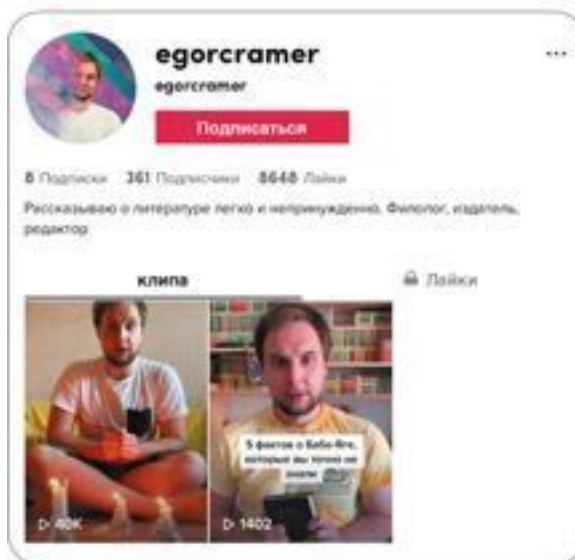 egorcramer
egorcramer
Подписаться
8 Подписки 361 Подписчики 8648 Лайки
Рассказываю о литературе легко и непринужденно. Филолог, издатель,
редактор
клипа
Лайки
5 фактов о Бабе-Яге,
которые вы точно не
знали
40K
1402